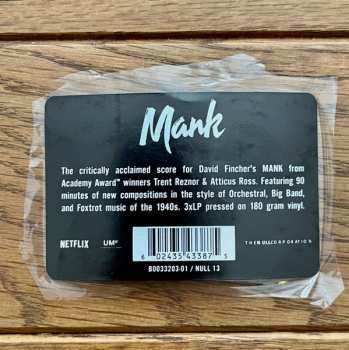 Mank
The critically acclaimed score for David Fincher's MANK from
Academy Award™ winners Trent Reznor & Atticus Ross. Featuring 90
minutes of new compositions in the style of Orchestral, Big Band,
and Foxtrot music of the 1940s. 3xLP pressed on 180 gram vinyl.
NETFLIX UMe THE NULL CORPORATION
6 02435 43387 5
B0033203-01 / NULL 13